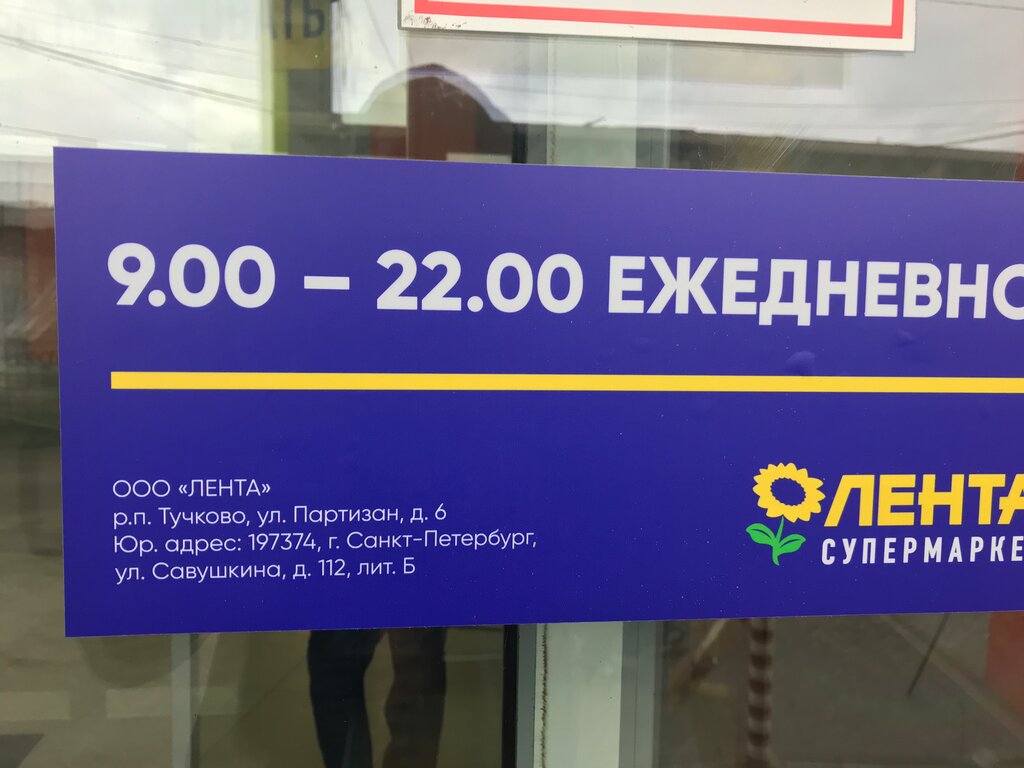 9.00 – 22.00 ЕЖЕДНЕВНО
ООО «ЛЕНТА»
р.п. Тучково, ул. Партизан, д. 6
Юр. адрес: 197374, г. Санкт-Петербург,
ул. Савушкина, д. 112, лит. Б
ЛЕНТА
СУПЕРМАРКЕ